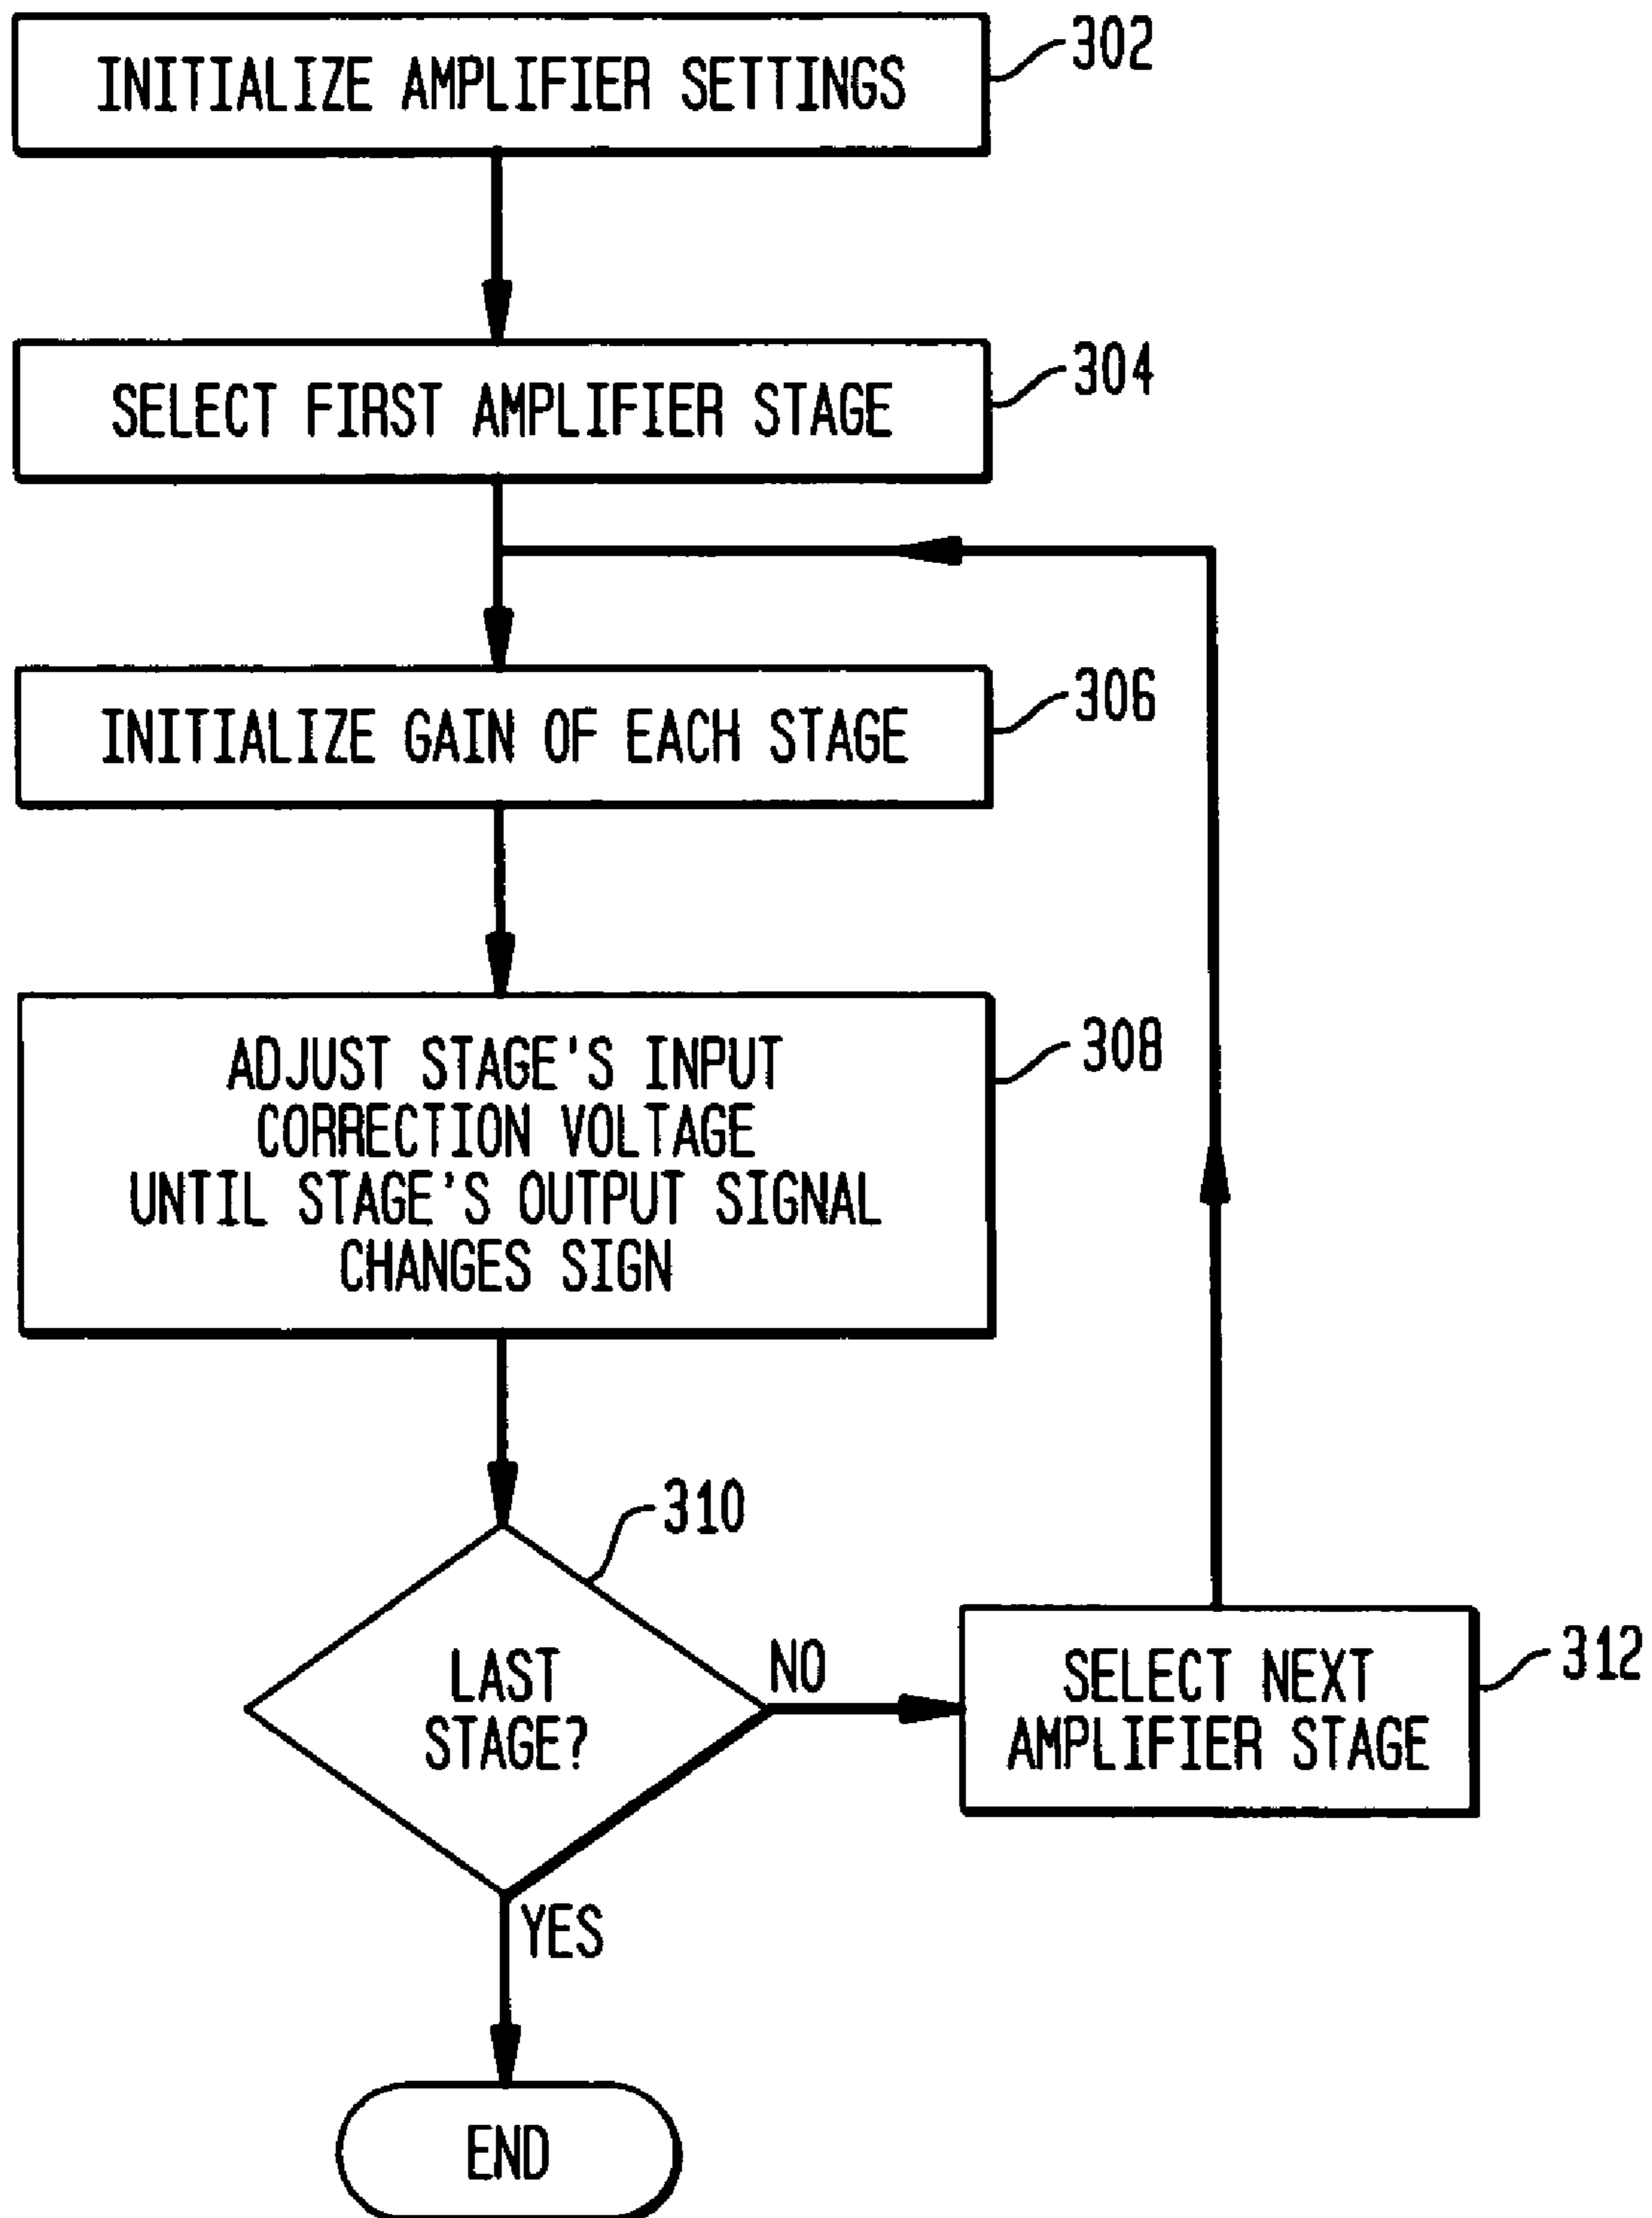 302
INITIALIZE AMPLIFIER SETTINGS
304
SELECT FIRST AMPLIFIER STAGE
306
INITIALIZE GAIN OF EACH STAGE
308
ADJUST STAGE'S INPUT
CORRECTION VOLTAGE
UNTIL STAGE'S OUTPUT SIGNAL
CHANGES SIGN
310
LAST
STAGE?
NO
312
SELECT NEXT
AMPLIFIER STAGE
YES
END